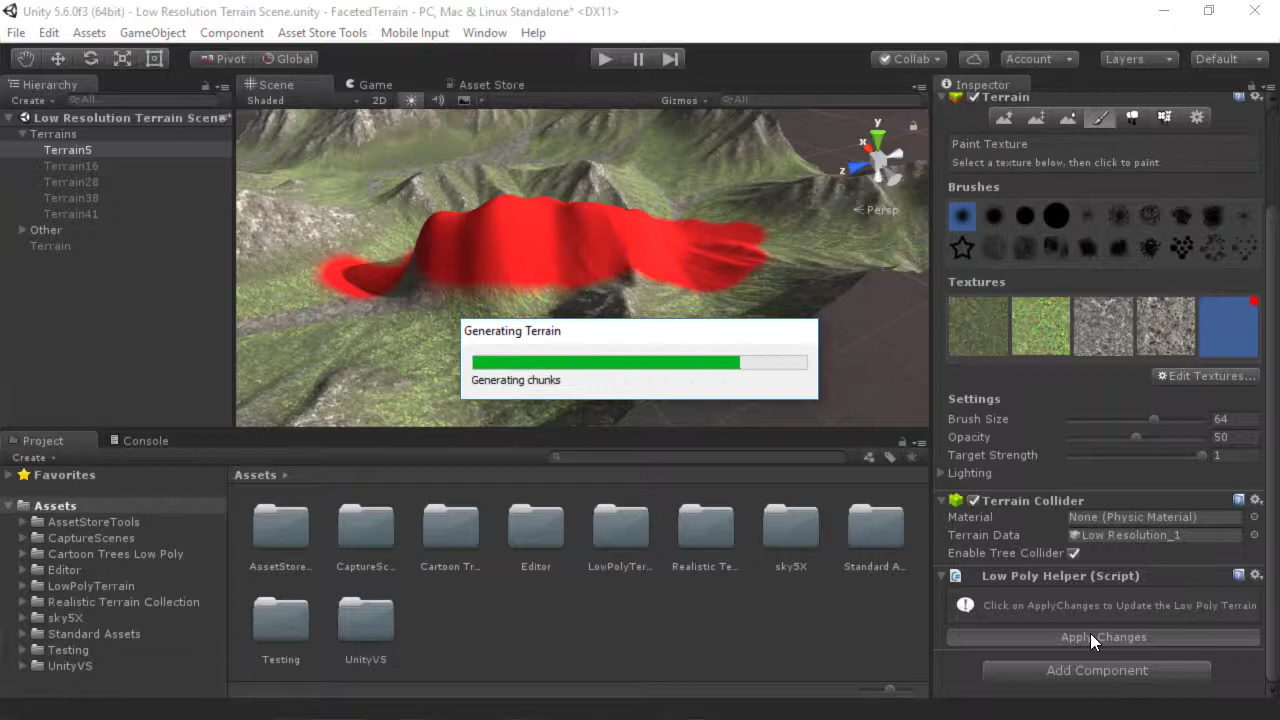 Unity 5.6.0f3 (64bit) - Low Resolution Terrain Scene.unity - FacetedTerrain - PC, Mac & Linux Standalone* <DX11>
File Edit Assets GameObject Component Asset Store Tools Mobile Input Window Help
Pivot Global Collab Account Layers Default
Hierarchy Scene Game Asset Store Inspector
Create All Shaded 2D Gizmos All Terrain
Low Resolution Terrain Scene*
Terrains
Terrain5
Terrain16
Terrain28
Terrain38
Terrain41
Other
Terrain
y
x
z
Persp
Generating Terrain
Generating chunks
Paint Texture
Select a texture below, then click to paint
Brushes
Textures
Edit Textures...
Settings
Brush Size 64
Opacity 50
Target Strength 1
Lighting
Terrain Collider
Material None (Physic Material)
Terrain Data Low Resolution_1
Enable Tree Collider
Low Poly Helper (Script)
Click on ApplyChanges to Update the Low Poly Terrain
Apply Changes
Add Component
Project Console
Create
Favorites
Assets
AssetStoreTools
CaptureScenes
Cartoon Trees Low Poly
Editor
LowPolyTerrain
Realistic Terrain Collection
sky5X
Standard Assets
Testing
UnityVS
Assets
AssetStore... CaptureSc... Cartoon Tr... Editor LowPolyTer... Realistic Te... sky5X Standard A...
Testing UnityVS